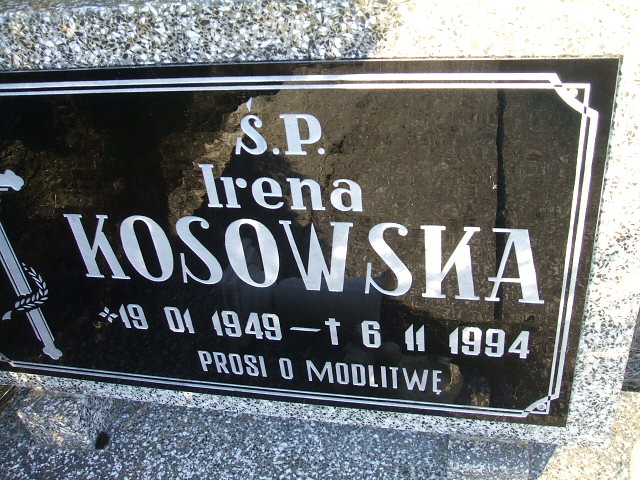 Ś.P.
Irena
KOSOWSKA
* 19 01 1949 — † 6 11 1994
PROSI O MODLITWĘ